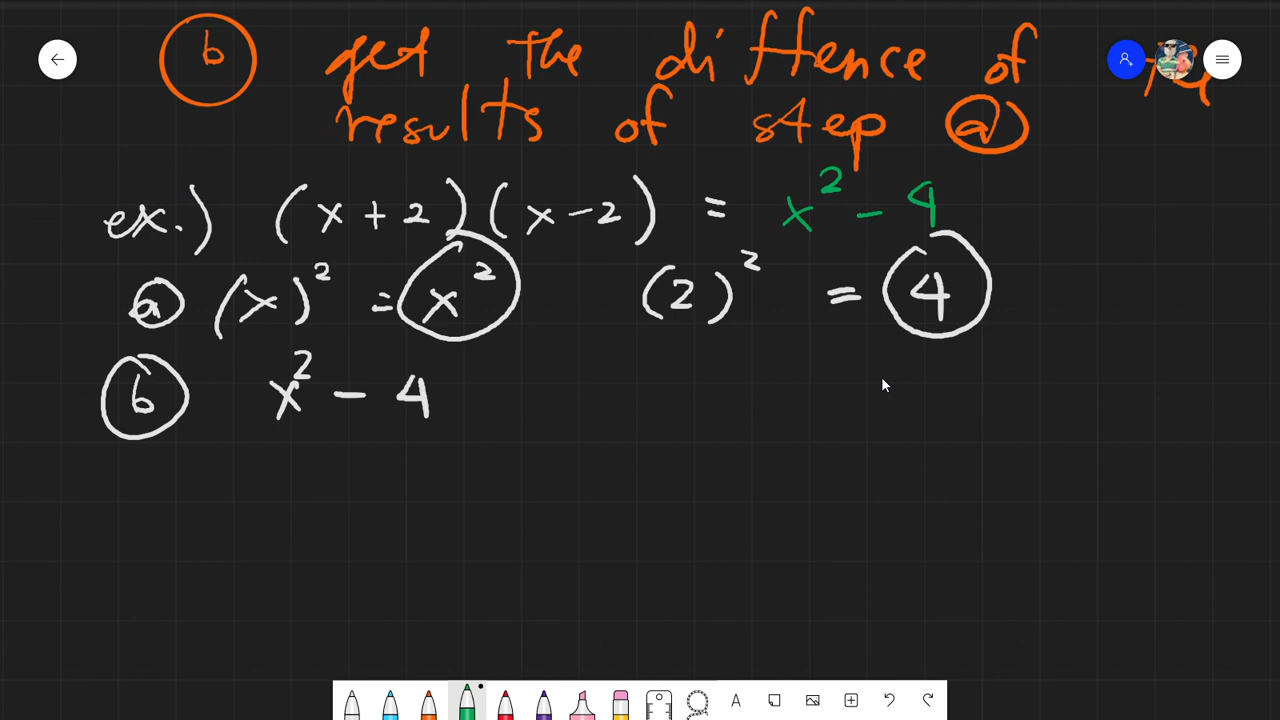 b get the diffence of the
results of step a
ex.) (x + 2)(x - 2) = x² - 4
a (x)² = x² (2)² = 4
b x² - 4
A